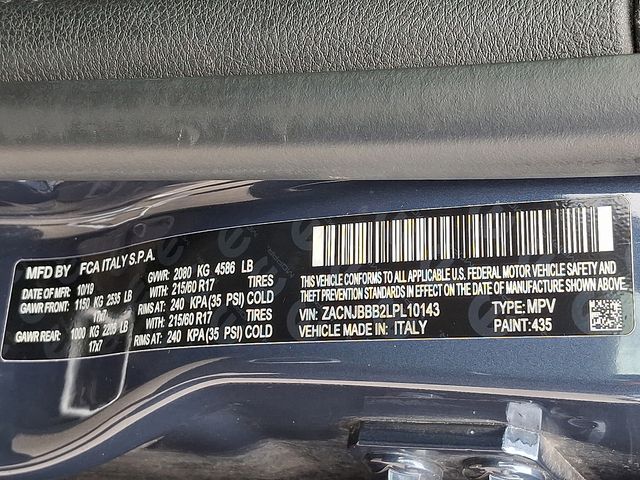 MFD BY FCA ITALY S.P.A.
DATE OF MFR: 10/19 GVWR: 2080 KG 4586 LB
GAWR FRONT: 1150 KG 2535 LB WITH 215/60 R17 TIRES
17x7 RIMS AT: 240 KPA (35 PSI) COLD
GAWR REAR: 1000 KG 2205 LB WITH 215/60 R17 TIRES
17x7 RIMS AT: 240 KPA (35 PSI) COLD
THIS VEHICLE CONFORMS TO ALL APPLICABLE U.S. FEDERAL MOTOR VEHICLE SAFETY
AND THEFT PREVENTION STANDARDS IN EFFECT ON THE DATE OF MANUFACTURE SHOWN ABOVE.
VIN: ZACNJBBB2LPL10143 TYPE: MPV
VEHICLE MADE IN: ITALY PAINT: 435